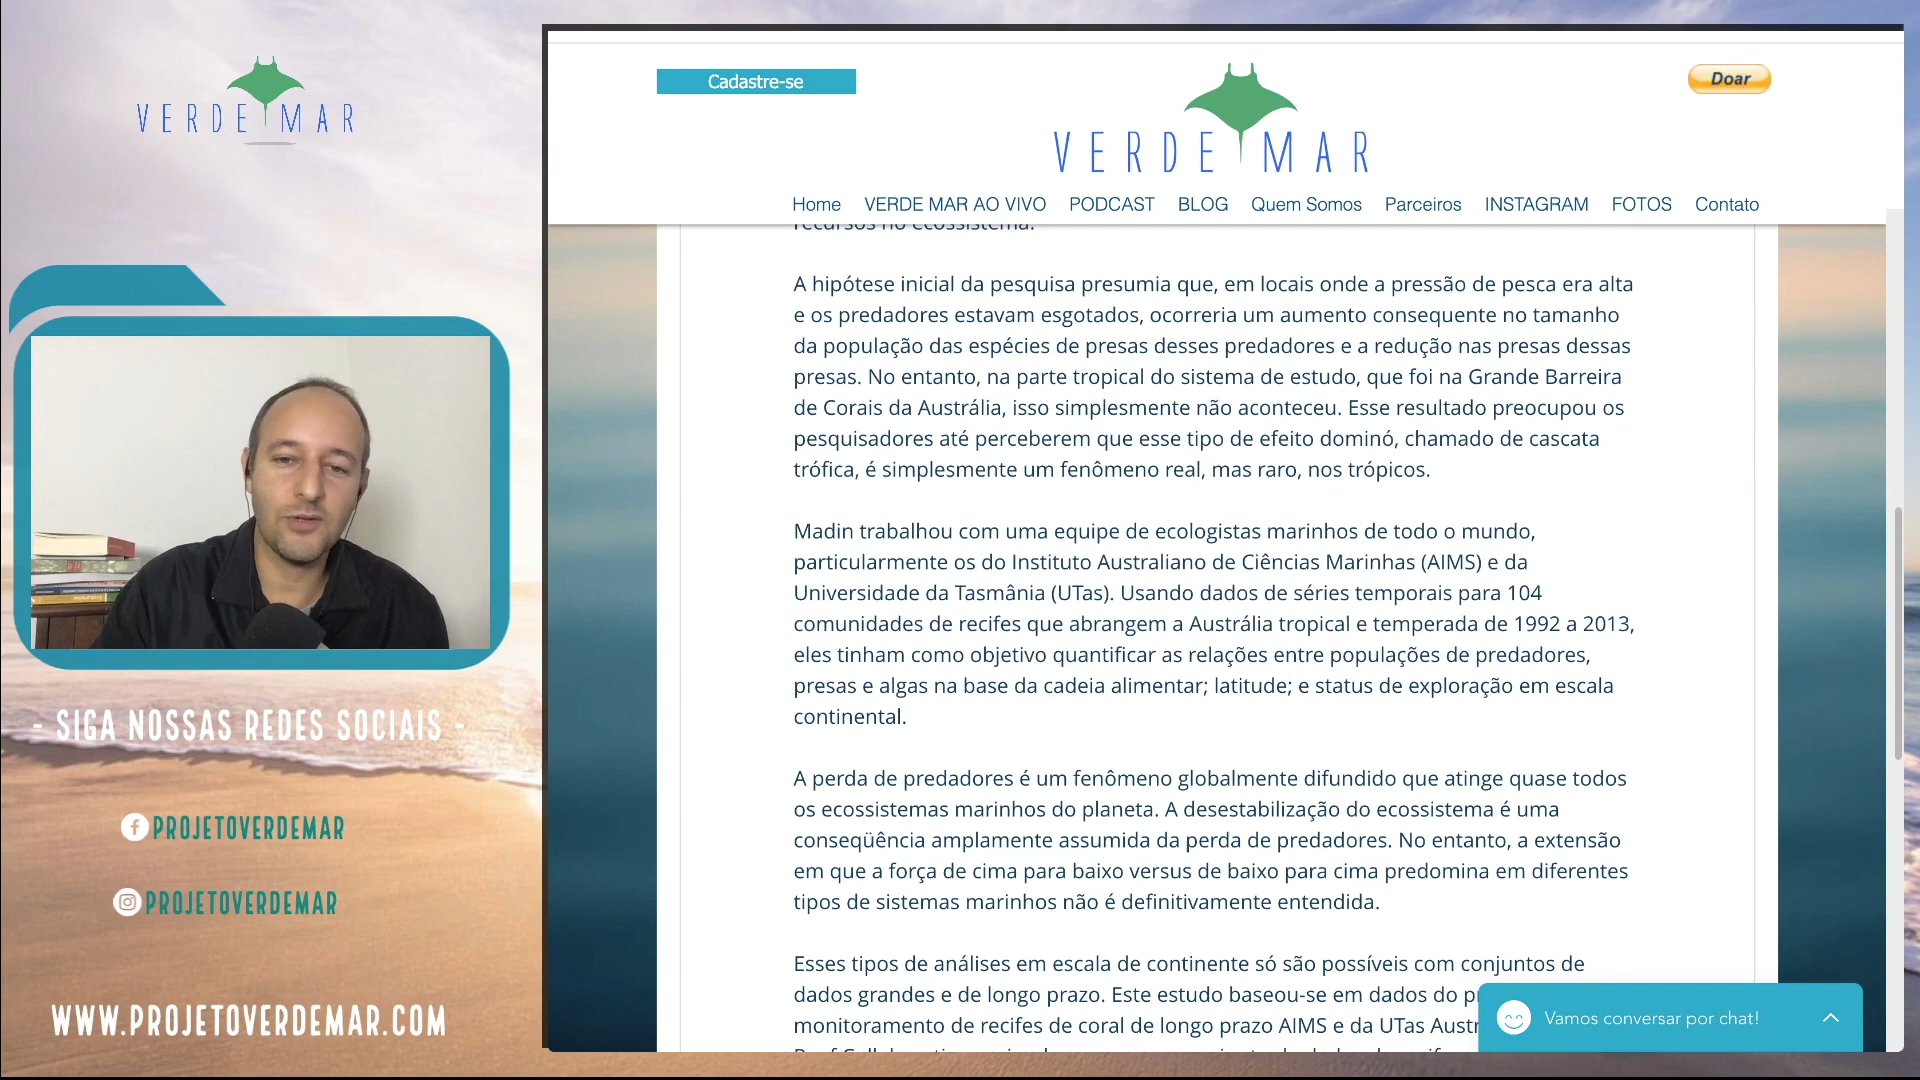 VERDE MAR
- SIGA NOSSAS REDES SOCIAIS -
PROJETOVERDEMAR
PROJETOVERDEMAR
WWW.PROJETOVERDEMAR.COM
Cadastre-se
VERDE MAR
Doar
Home VERDE MAR AO VIVO PODCAST BLOG Quem Somos Parceiros INSTAGRAM FOTOS Contato
recursos no ecossistema.
A hipótese inicial da pesquisa presumia que, em locais onde a pressão de pesca era alta
e os predadores estavam esgotados, ocorreria um aumento consequente no tamanho
da população das espécies de presas desses predadores e a redução nas presas dessas
presas. No entanto, na parte tropical do sistema de estudo, que foi na Grande Barreira
de Corais da Austrália, isso simplesmente não aconteceu. Esse resultado preocupou os
pesquisadores até perceberem que esse tipo de efeito dominó, chamado de cascata
trófica, é simplesmente um fenômeno real, mas raro, nos trópicos.
Madin trabalhou com uma equipe de ecologistas marinhos de todo o mundo,
particularmente os do Instituto Australiano de Ciências Marinhas (AIMS) e da
Universidade da Tasmânia (UTas). Usando dados de séries temporais para 104
comunidades de recifes que abrangem a Austrália tropical e temperada de 1992 a 2013,
eles tinham como objetivo quantificar as relações entre populações de predadores,
presas e algas na base da cadeia alimentar; latitude; e status de exploração em escala
continental.
A perda de predadores é um fenômeno globalmente difundido que atinge quase todos
os ecossistemas marinhos do planeta. A desestabilização do ecossistema é uma
conseqüência amplamente assumida da perda de predadores. No entanto, a extensão
em que a força de cima para baixo versus de baixo para cima predomina em diferentes
tipos de sistemas marinhos não é definitivamente entendida.
Esses tipos de análises em escala de continente só são possíveis com conjuntos de
dados grandes e de longo prazo. Este estudo baseou-se em dados do
monitoramento de recifes de coral de longo prazo AIMS e da UTas
Vamos conversar por chat!